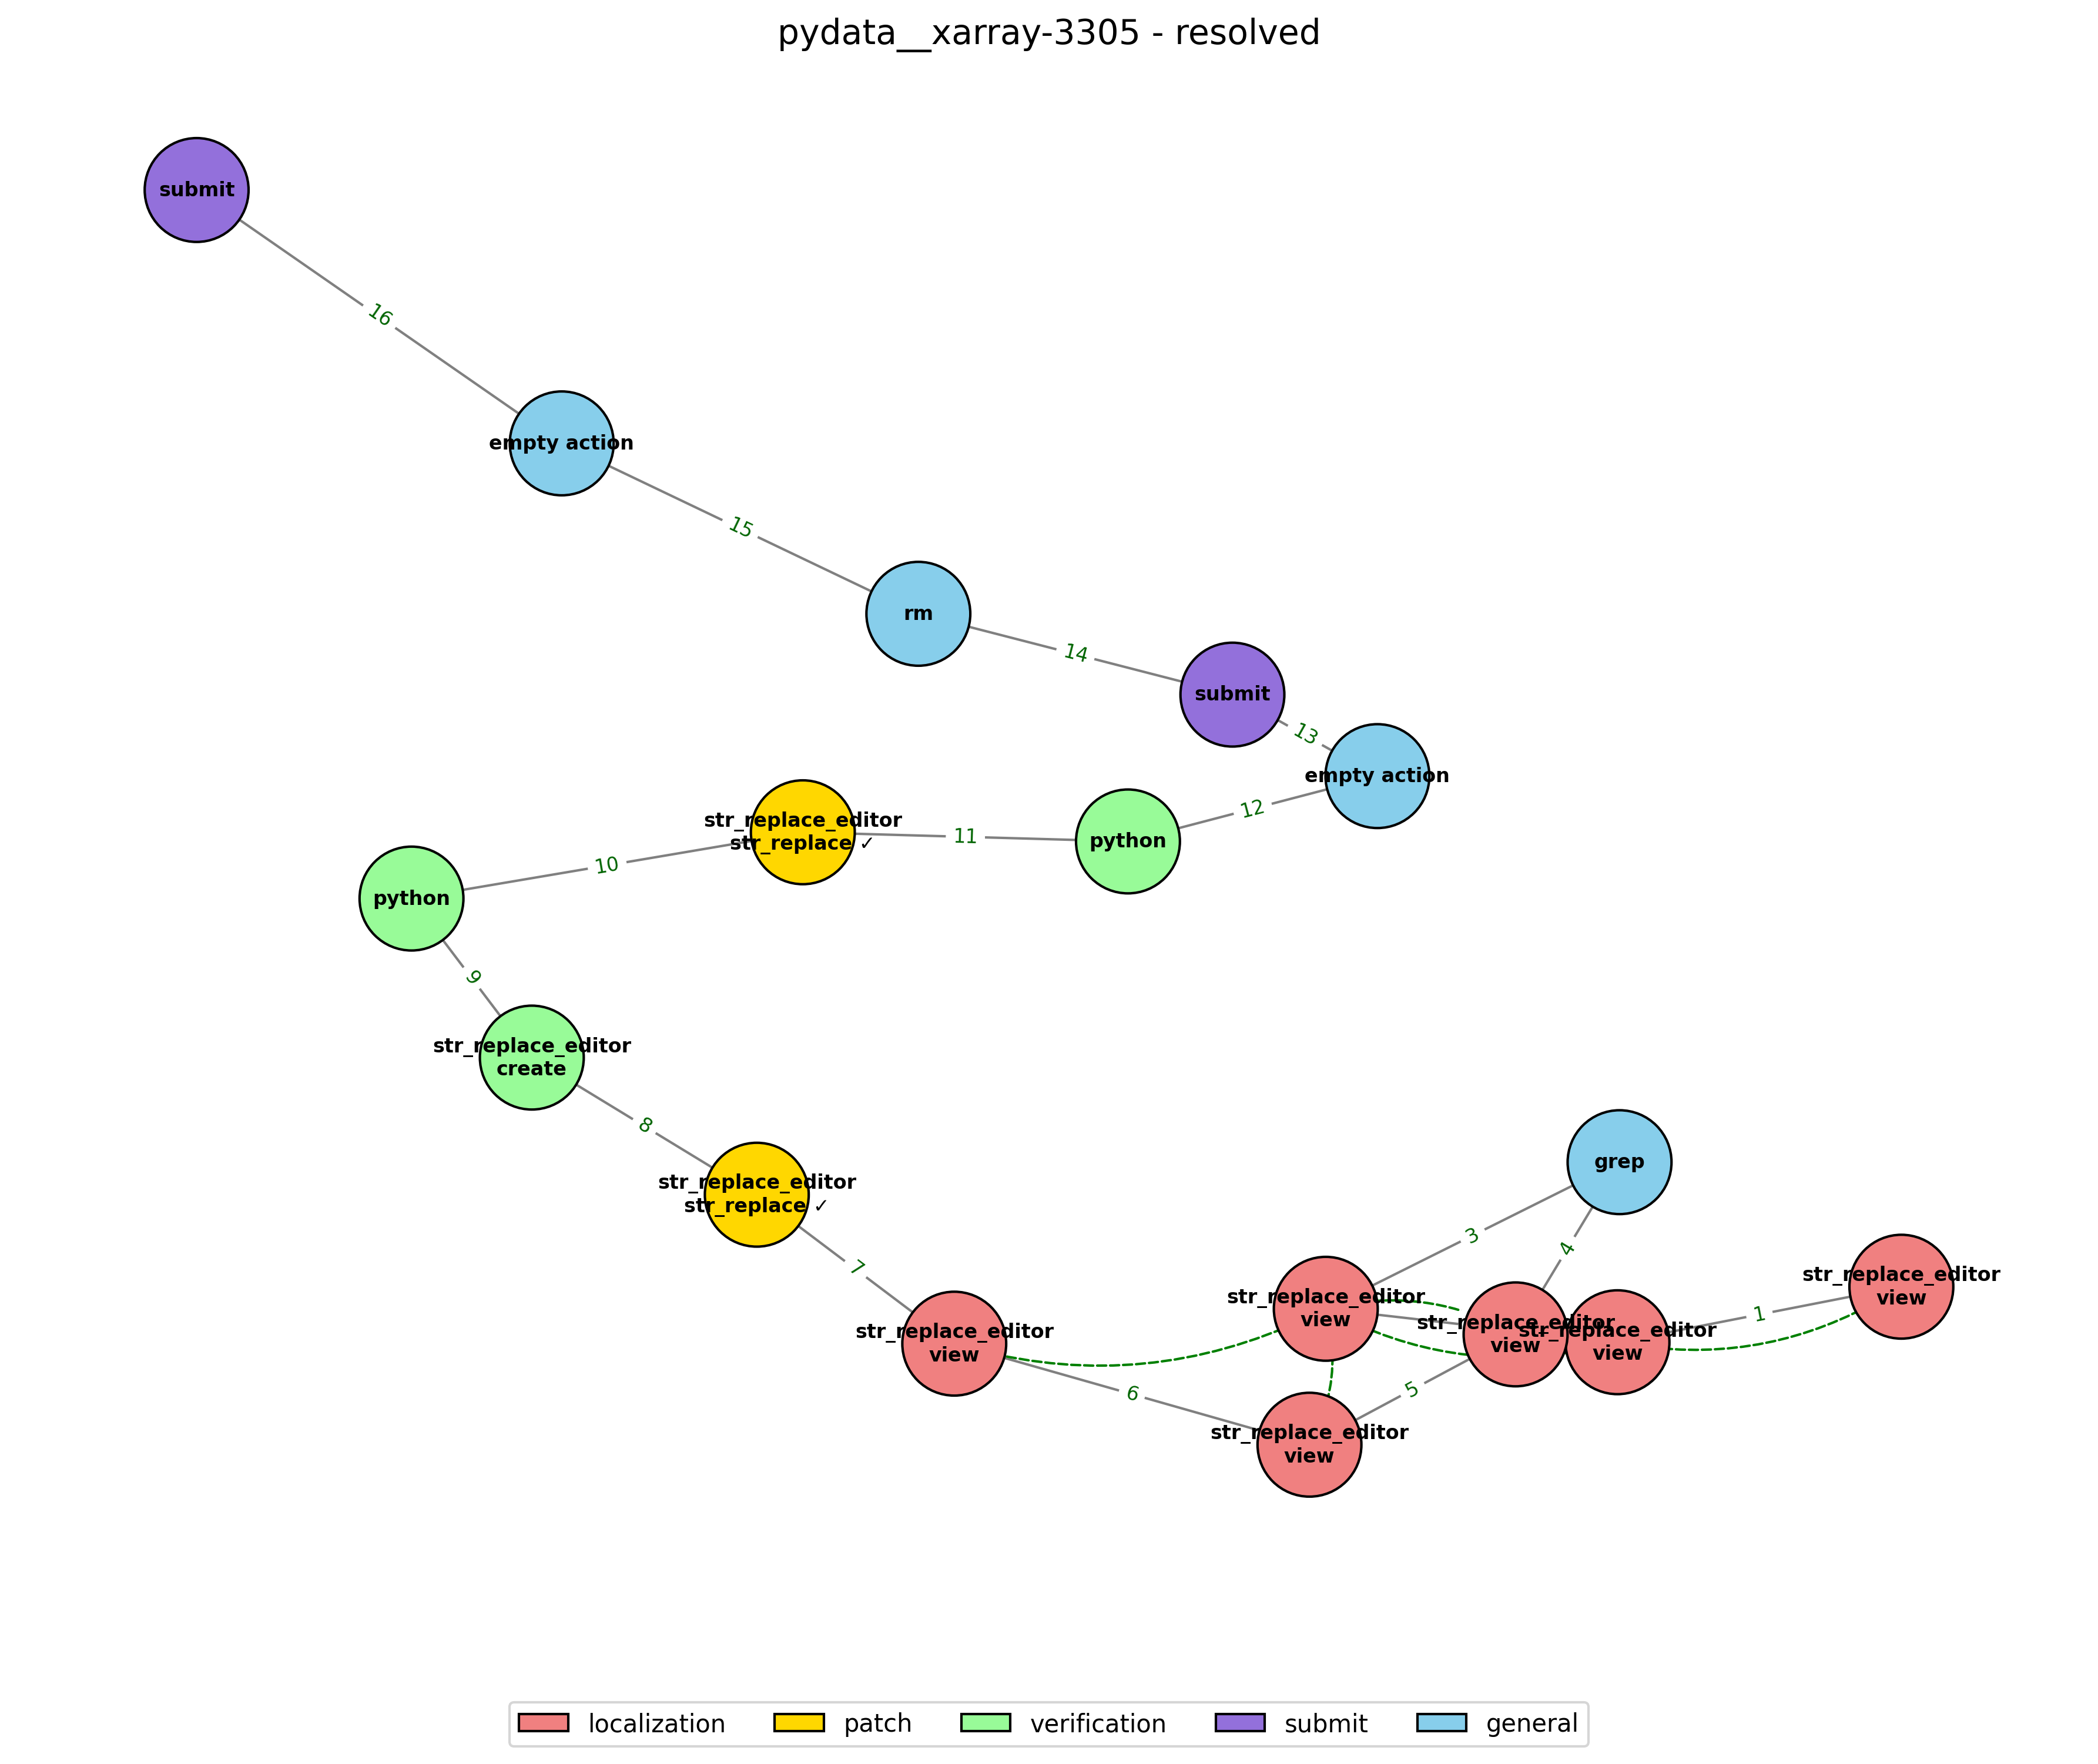 pydata__xarray-3305 - resolved
submit
16
empty action
15
rm
14
submit
13
empty action
12
python
11
str_replace_editor
str_replace ✓
10
python
9
str_replace_editor
create
8
str_replace_editor
str_replace ✓
7
str_replace_editor
view
6
str_replace_editor
view
5
str_replace_editor
view
4
grep
3
str_replace_editor
view
str_replace_editor
view
1
str_replace_editor
view
localization
patch
verification
submit
general